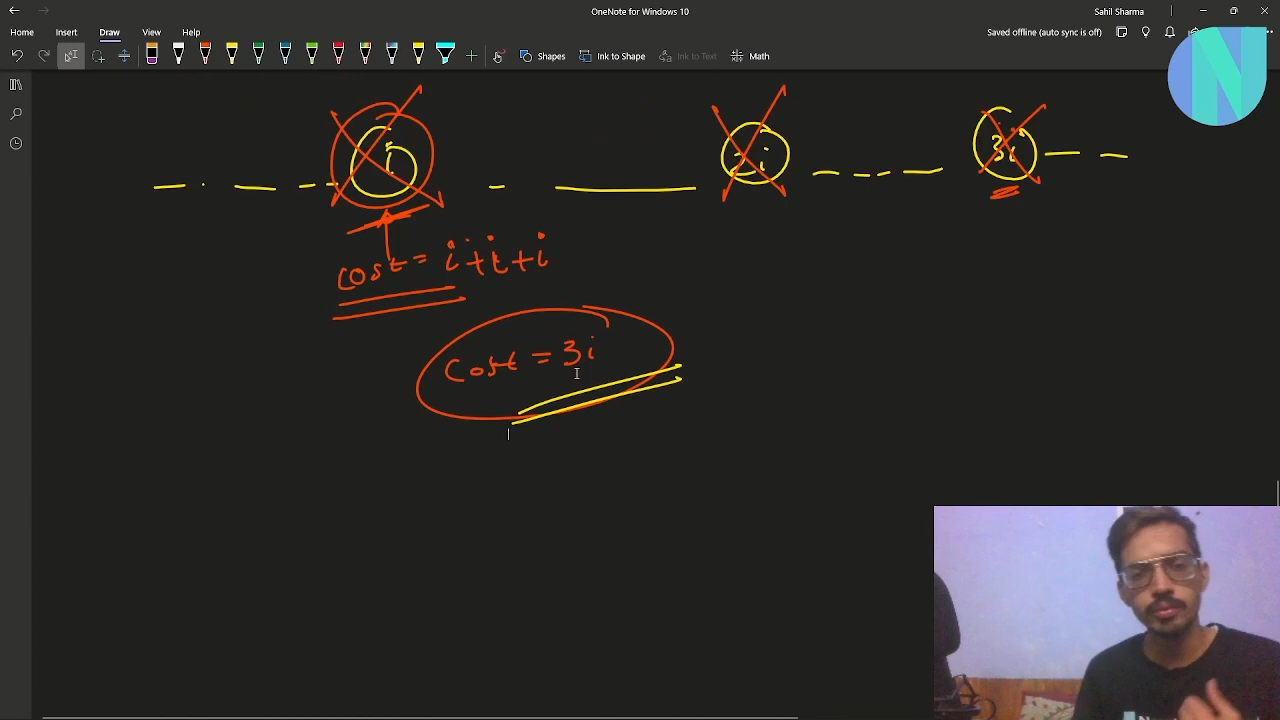 OneNote for Windows 10
Sahil Sharma
Home Insert Draw View Help
Saved offline (auto sync is off)
Shapes Ink to Shape Ink to Text Math
i 2i 3i
cost = i+i+i
Cost = 3i
N